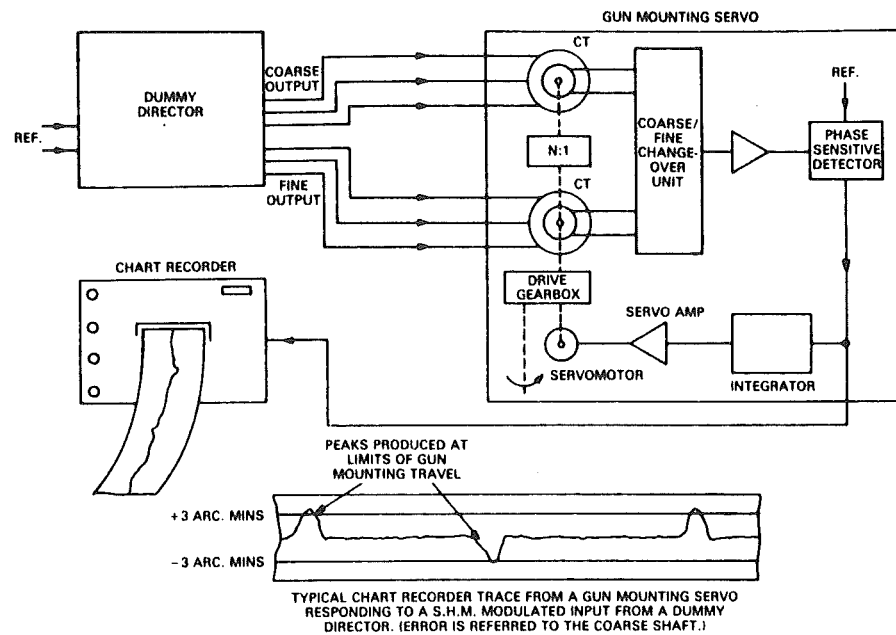 GUN MOUNTING SERVO
DUMMY
DIRECTOR
REF.
COARSE
OUTPUT
FINE
OUTPUT
CT
N:1
CT
COARSE/
FINE
CHANGE-
OVER
UNIT
REF.
PHASE
SENSITIVE
DETECTOR
DRIVE
GEARBOX
SERVO AMP
SERVOMOTOR
INTEGRATOR
CHART RECORDER
PEAKS PRODUCED AT
LIMITS OF GUN
MOUNTING TRAVEL
+3 ARC. MINS
-3 ARC. MINS
TYPICAL CHART RECORDER TRACE FROM A GUN MOUNTING SERVO
RESPONDING TO A S.H.M. MODULATED INPUT FROM A DUMMY
DIRECTOR. (ERROR IS REFERRED TO THE COARSE SHAFT.)